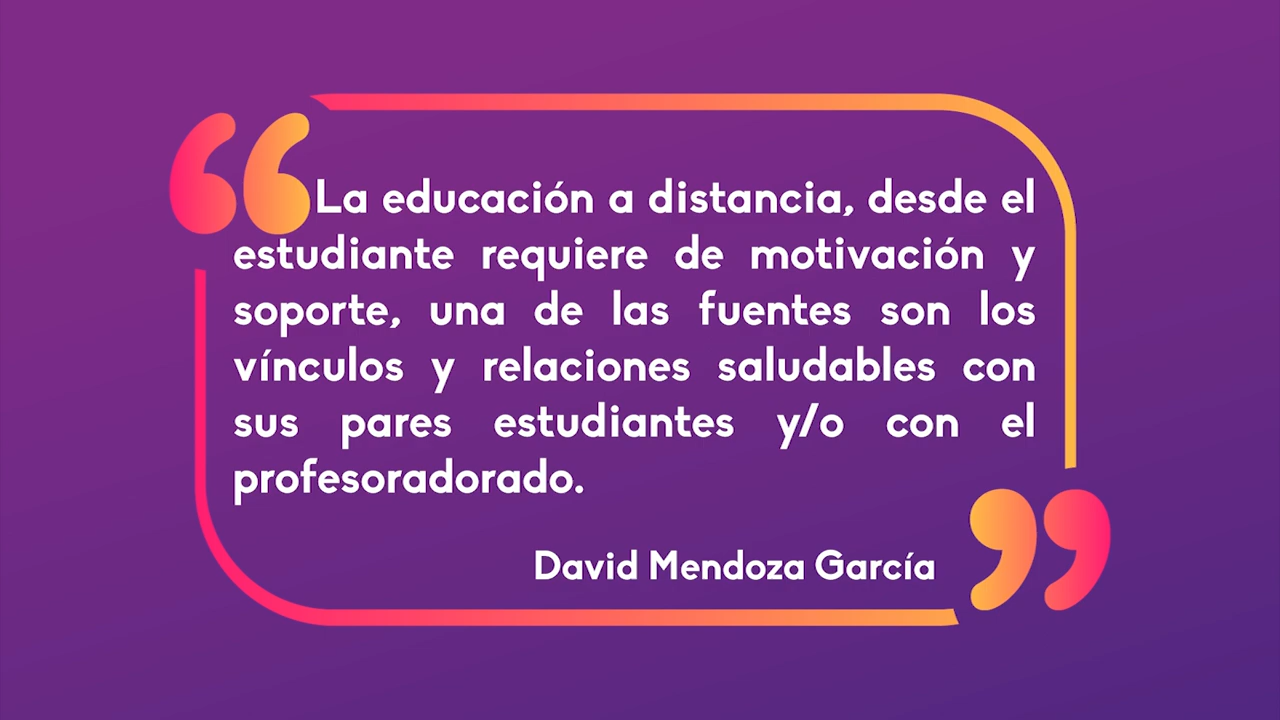 “La educación a distancia, desde el
estudiante requiere de motivación y
soporte, una de las fuentes son los
vínculos y relaciones saludables con
sus pares estudiantes y/o con el
profesoradorado.”
David Mendoza García